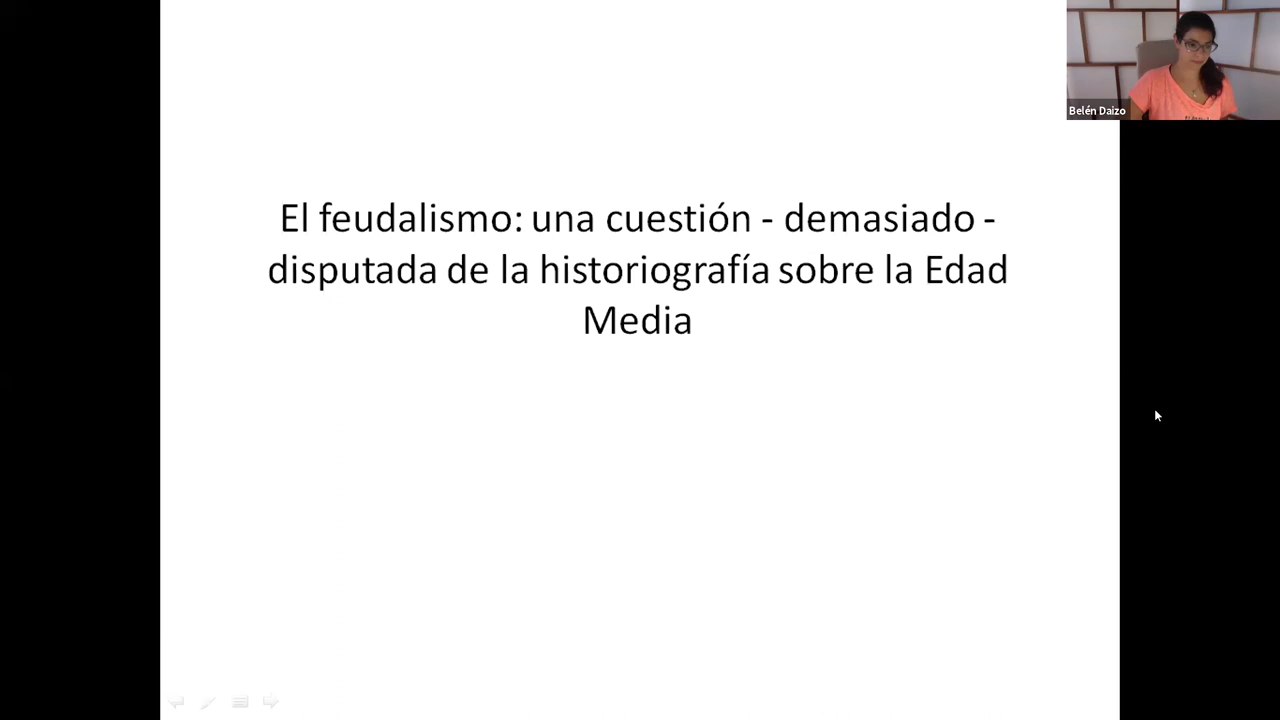 El feudalismo: una cuestión - demasiado -
disputada de la historiografía sobre la Edad
Media
Belén Daizo